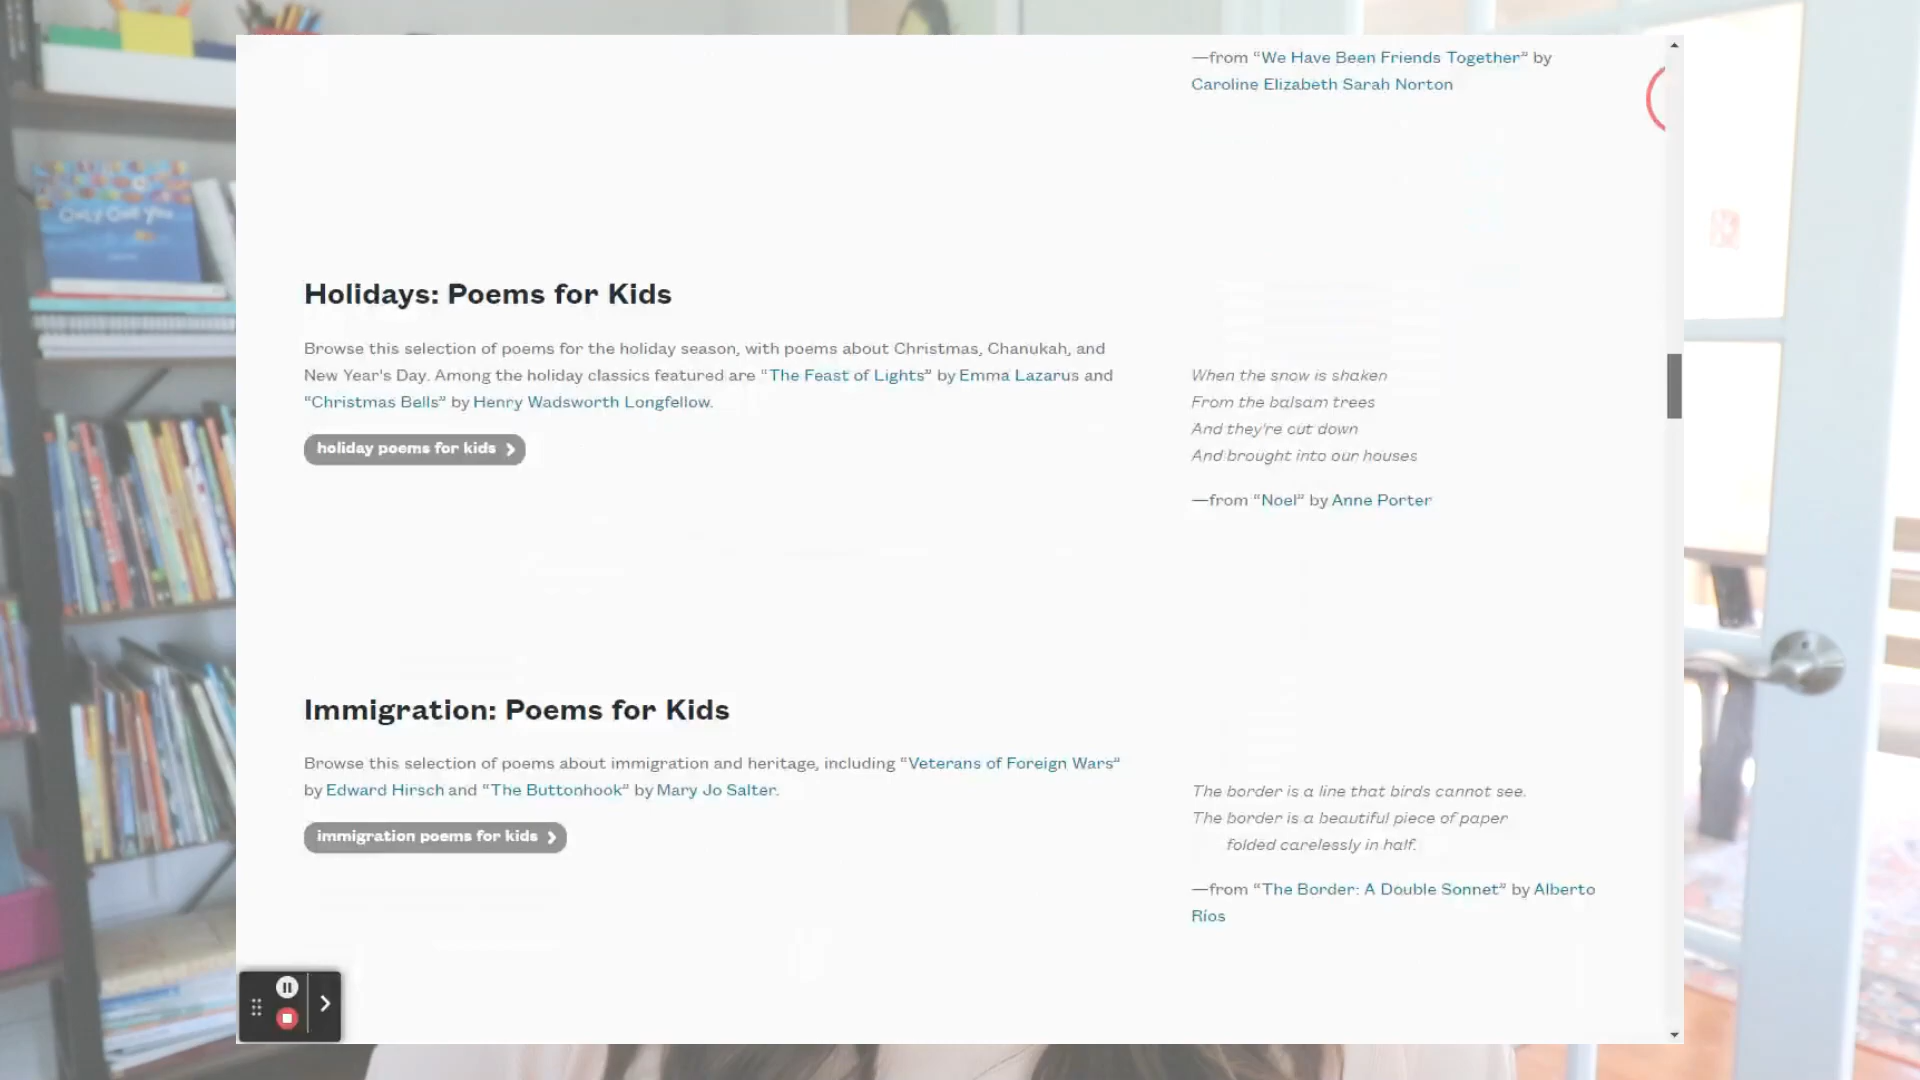 —from “We Have Been Friends Together” by
Caroline Elizabeth Sarah Norton
Holidays: Poems for Kids
Browse this selection of poems for the holiday season, with poems about Christmas, Chanukah, and
New Year's Day. Among the holiday classics featured are “The Feast of Lights” by Emma Lazarus and
“Christmas Bells” by Henry Wadsworth Longfellow.
holiday poems for kids
When the snow is shaken
From the balsam trees
And they're cut down
And brought into our houses
—from “Noel” by Anne Porter
Immigration: Poems for Kids
Browse this selection of poems about immigration and heritage, including “Veterans of Foreign Wars”
by Edward Hirsch and “The Buttonhook” by Mary Jo Salter.
immigration poems for kids
The border is a line that birds cannot see.
The border is a beautiful piece of paper
folded carelessly in half.
—from “The Border: A Double Sonnet” by Alberto
Ríos
Only One You